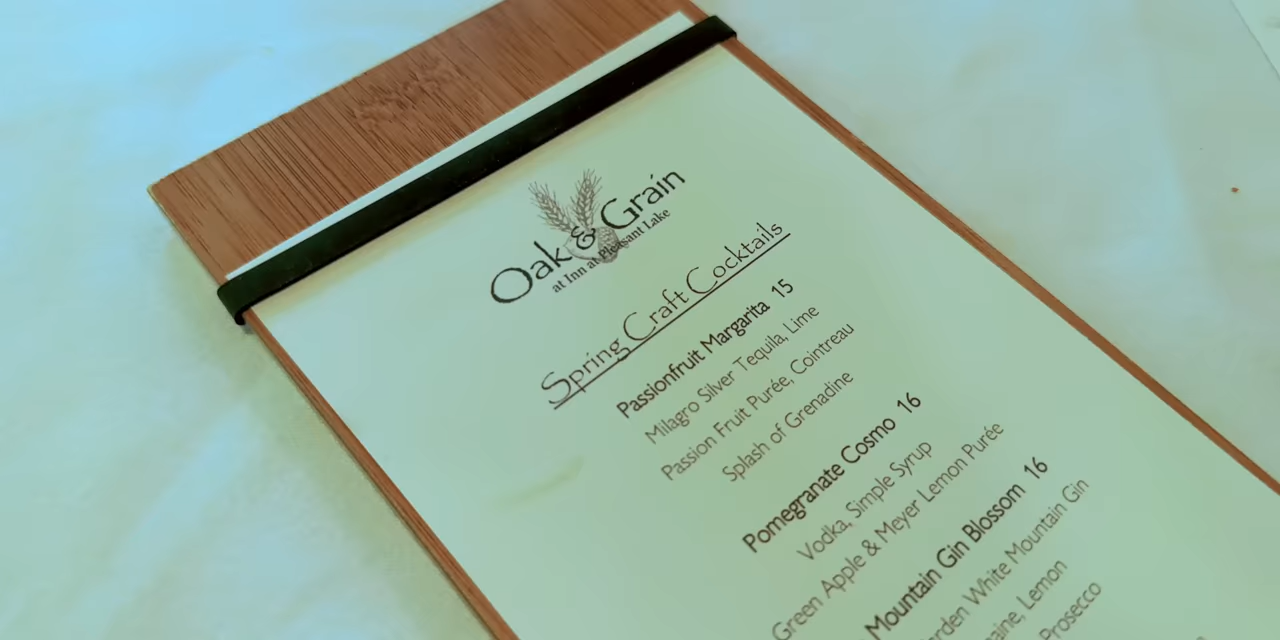 Oak & Grain
at Inn at Pleasant Lake
Spring Craft Cocktails
Passionfruit Margarita 15
Milagro Silver Tequila, Lime
Passion Fruit Purée, Cointreau
Splash of Grenadine
Pomegranate Cosmo 16
Vodka, Simple Syrup
Green Apple & Meyer Lemon Purée
Mountain Gin Blossom 16
White Mountain Gin
Lemon
Prosecco